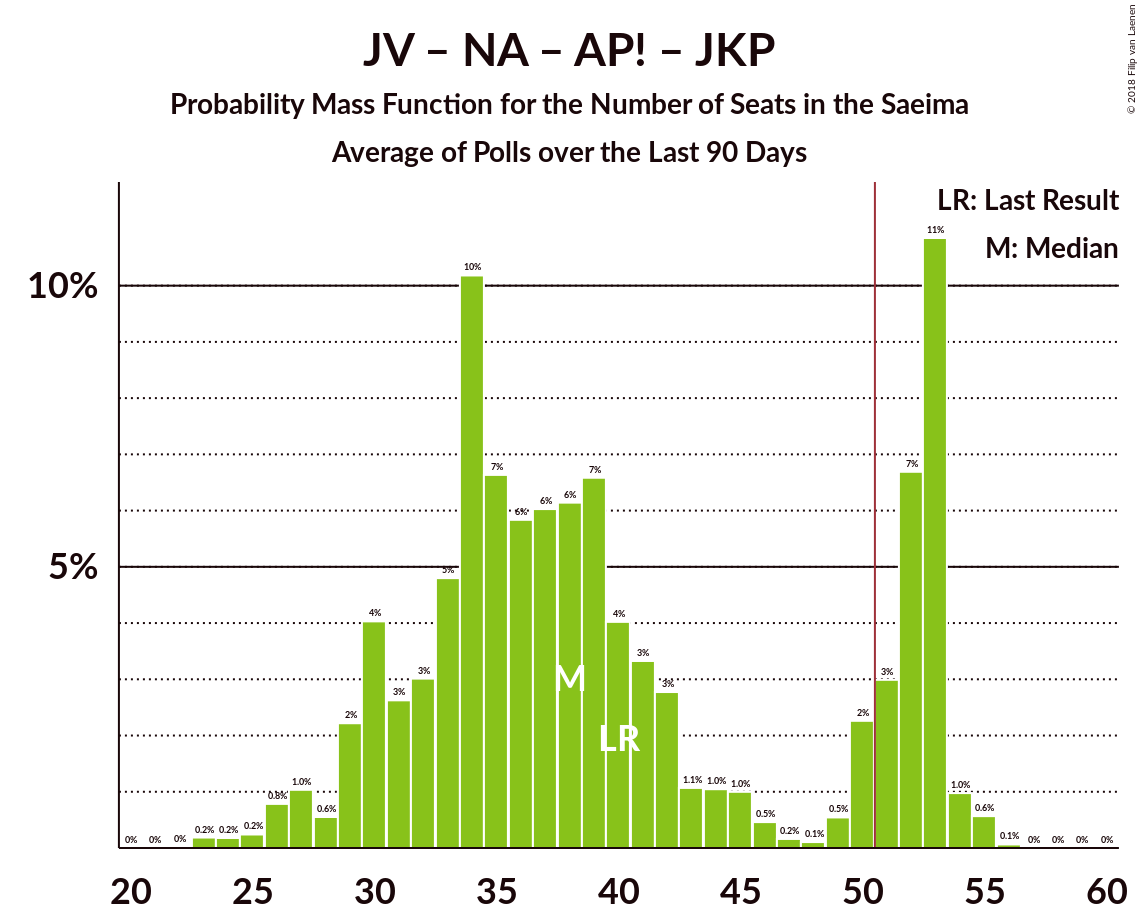 JV – NA – AP! – JKP
Probability Mass Function for the Number of Seats in the Saeima
Average of Polls over the Last 90 Days
© 2018 Filip van Laenen
LR: Last Result
M: Median
10%
5%
0% 0% 0% 0.2% 0.2% 0.2% 0.8% 1.0% 0.6% 2% 4% 3% 3% 5% 10% 7% 6% 6% 6% 7% 4% 3% 3% 1.1% 1.0% 1.0% 0.5% 0.2% 0.1% 0.5% 2% 3% 7% 11% 1.0% 0.6% 0.1% 0% 0% 0% 0%
M
LR
20 25 30 35 40 45 50 55 60